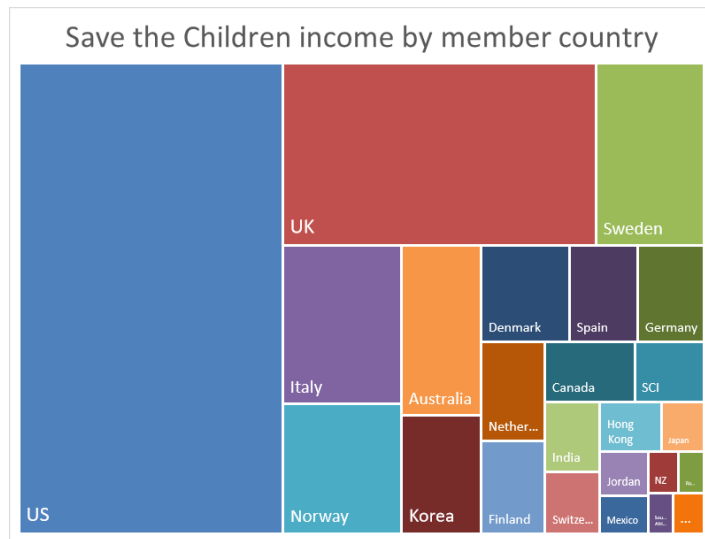 Save the Children income by member country
US
UK
Sweden
Italy
Norway
Australia
Korea
Denmark
Spain
Germany
Nether...
Finland
Canada
SCI
India
Switze...
Hong
Kong
Japan
Jordan
NZ
Mexico
...